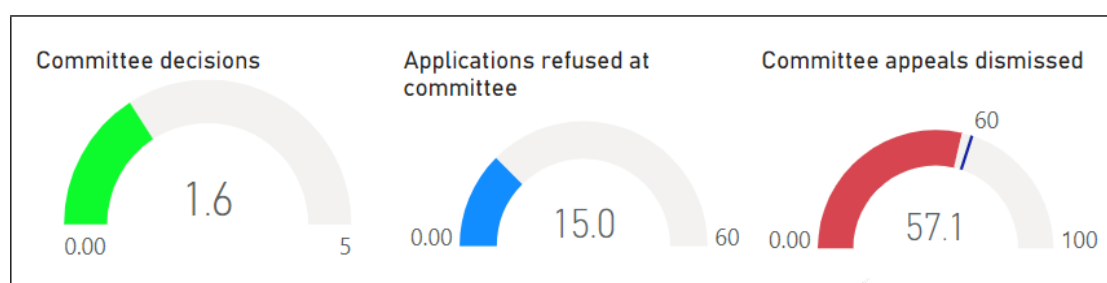 Committee decisions
1.6
0.00
5
Applications refused at
committee
15.0
0.00
60
Committee appeals dismissed
60
57.1
0.00
100